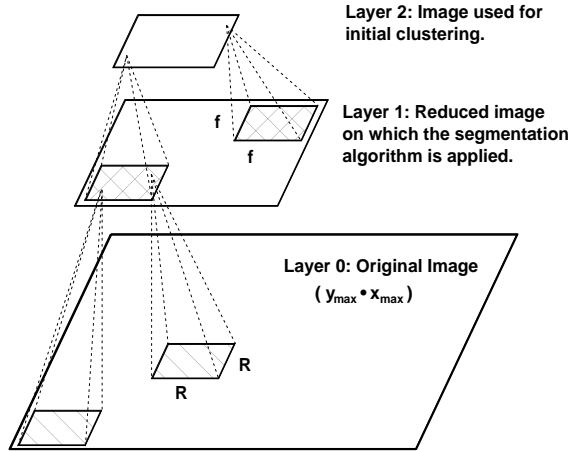 Layer 2: Image used for
initial clustering.
Layer 1: Reduced image
on which the segmentation
algorithm is applied.
f
f
Layer 0: Original Image
( ymax • xmax )
R
R